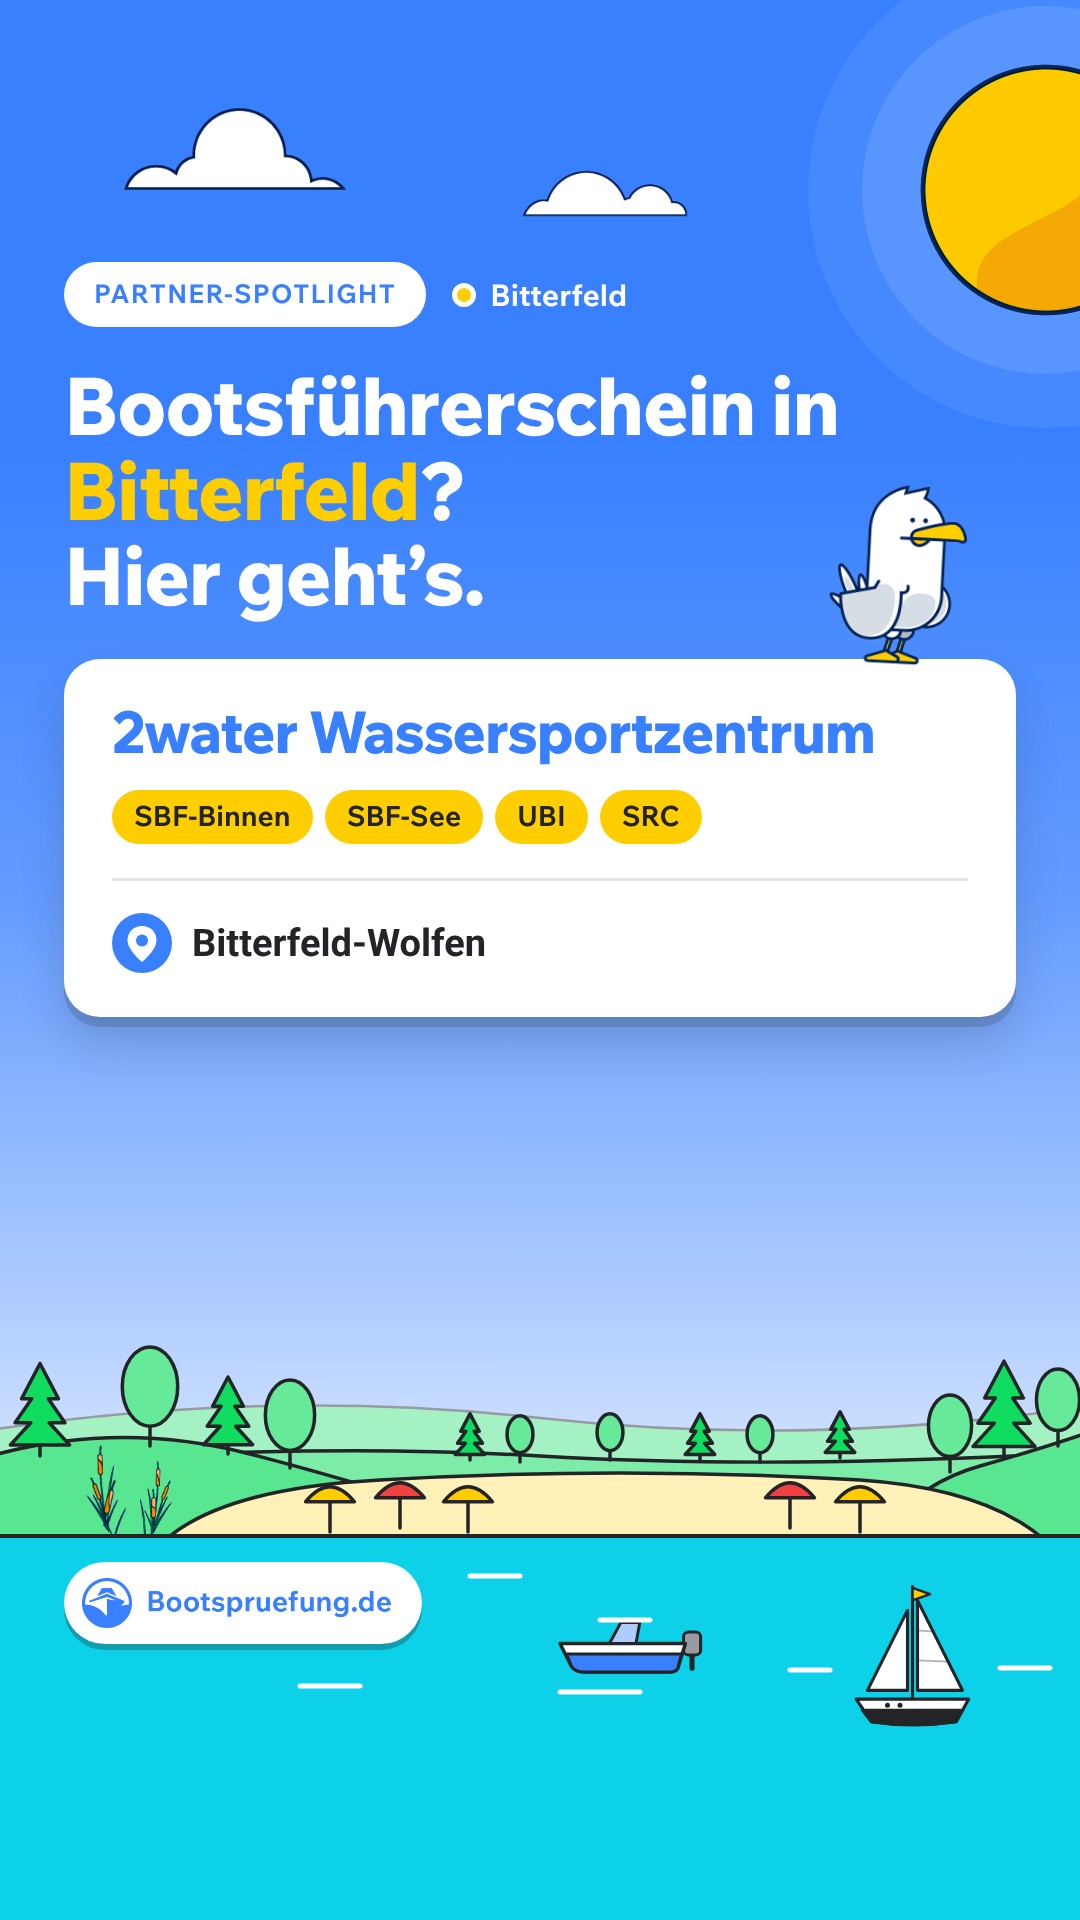 PARTNER-SPOTLIGHT
Bitterfeld
Bootsführerschein in
Bitterfeld?
Hier geht’s.
2water Wassersportzentrum
SBF-Binnen SBF-See UBI SRC
Bitterfeld-Wolfen
Bootspruefung.de